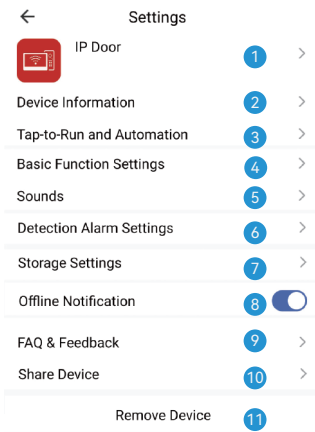 Settings
IP Door 1
Device Information 2
Tap-to-Run and Automation 3
Basic Function Settings 4
Sounds 5
Detection Alarm Settings 6
Storage Settings 7
Offline Notification 8
FAQ & Feedback 9
Share Device 10
Remove Device 11